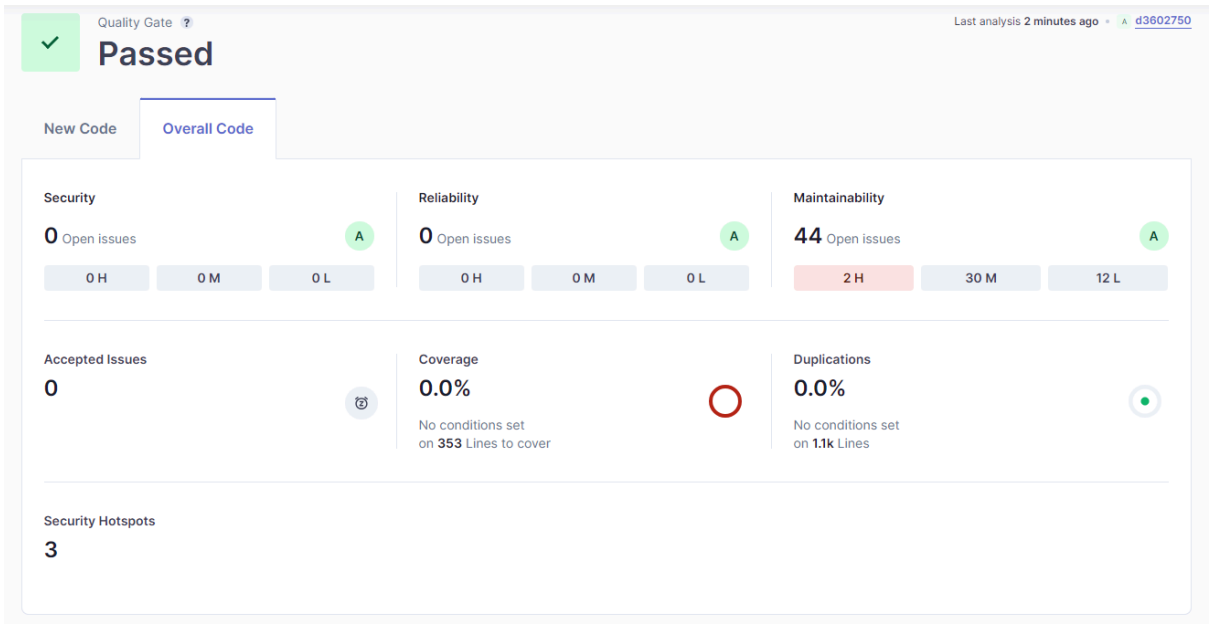 Quality Gate ?
Last analysis 2 minutes ago • A d3602750
Passed
New Code
Overall Code
Security
0 Open issues
A
0 H
0 M
0 L
Reliability
0 Open issues
A
0 H
0 M
0 L
Maintainability
44 Open issues
A
2 H
30 M
12 L
Accepted Issues
0
Coverage
0.0%
No conditions set
on 353 Lines to cover
Duplications
0.0%
No conditions set
on 1.1k Lines
Security Hotspots
3